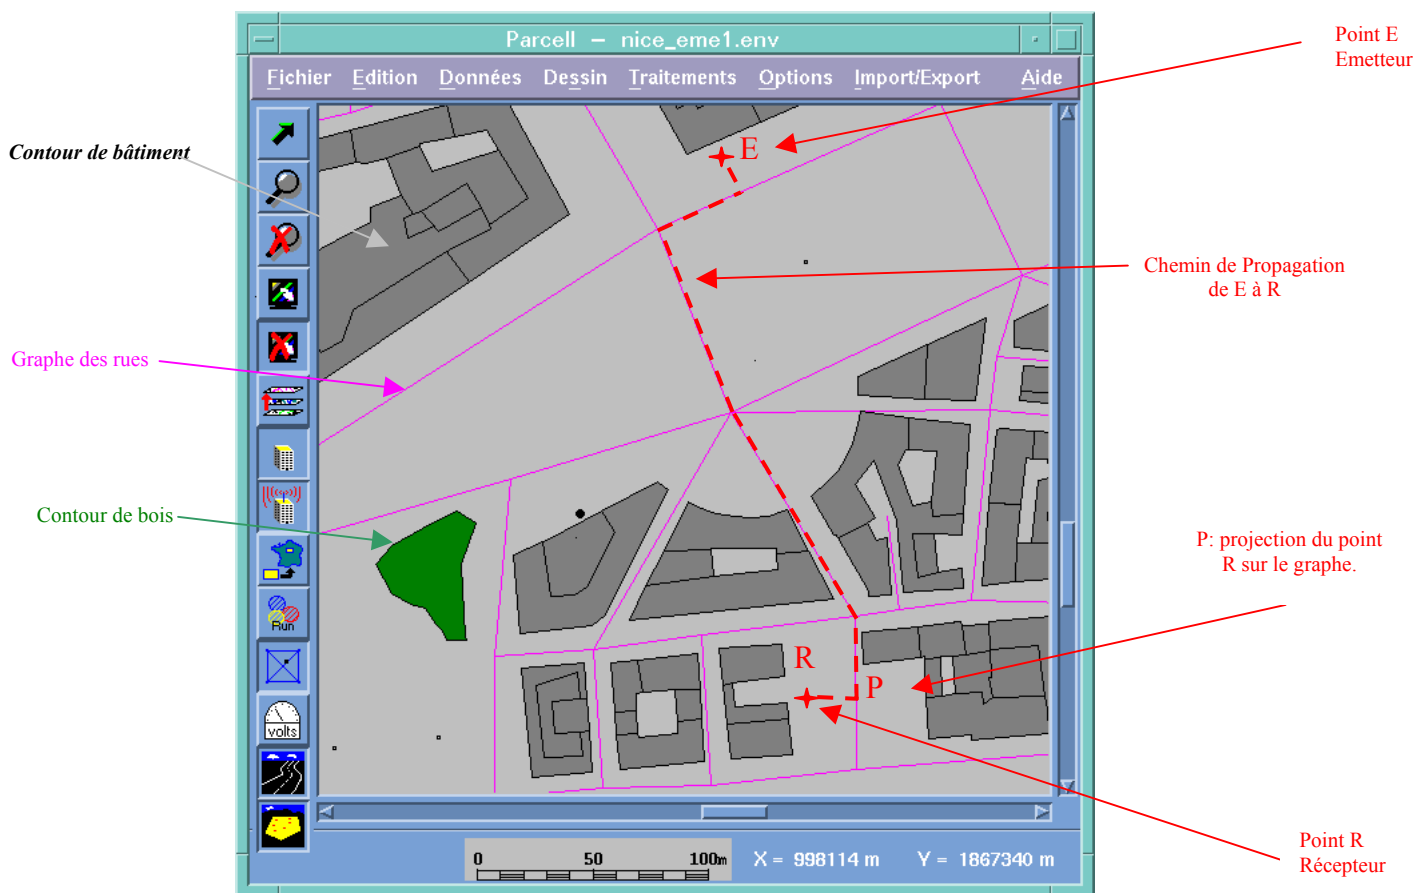 Parcell – nice_eme1.env
Fichier Edition Données Dessin Traitements Options Import/Export Aide
Point E
Emetteur
Contour de bâtiment
E
Chemin de Propagation
de E à R
Graphe des rues
Contour de bois
P: projection du point
R sur le graphe.
Run
R
P
volts
Point R
Récepteur
0 50 100m
X = 998114 m Y = 1867340 m